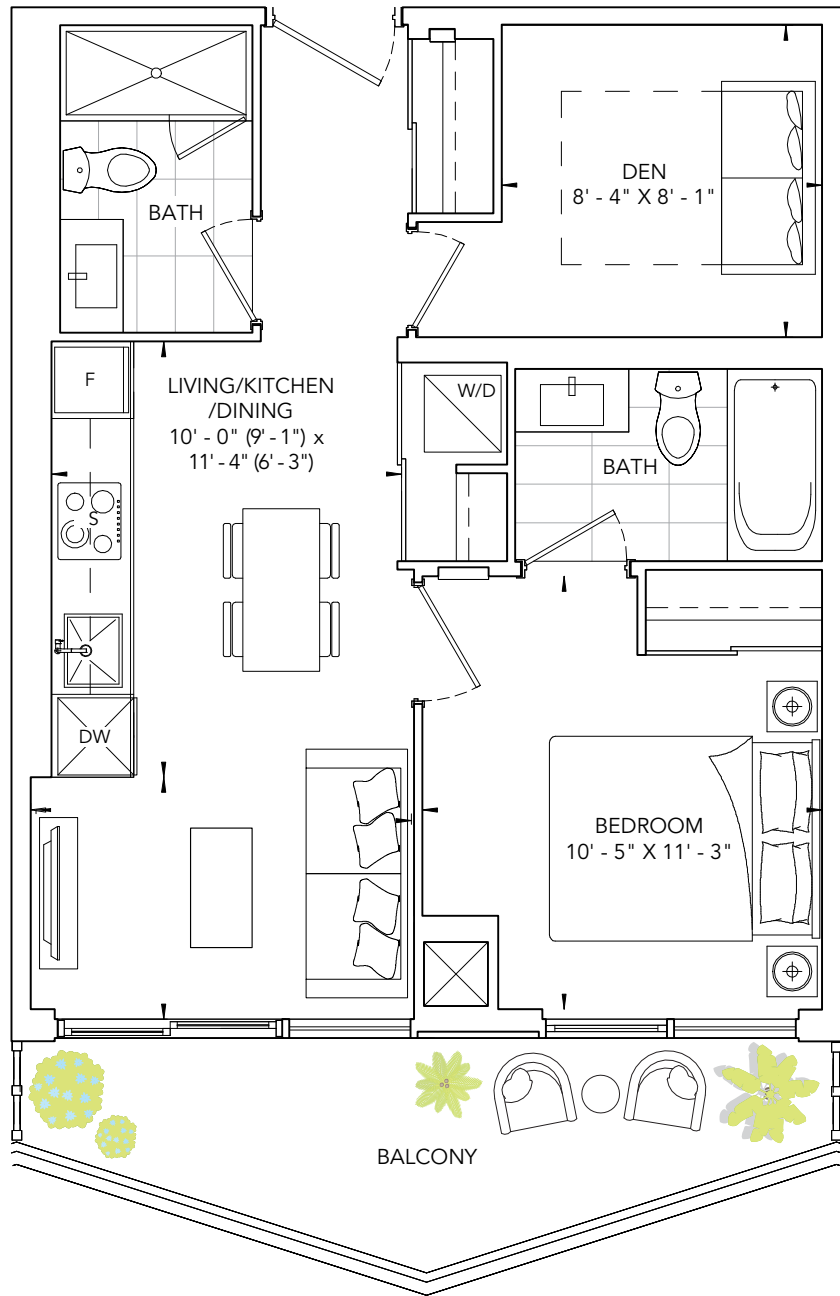 DEN
8' - 4" X 8' - 1"
BATH
F
LIVING/KITCHEN
/DINING
10' - 0" (9' - 1") x
11' - 4" (6' - 3")
W/D
BATH
S
DW
BEDROOM
10' - 5" X 11' - 3"
BALCONY